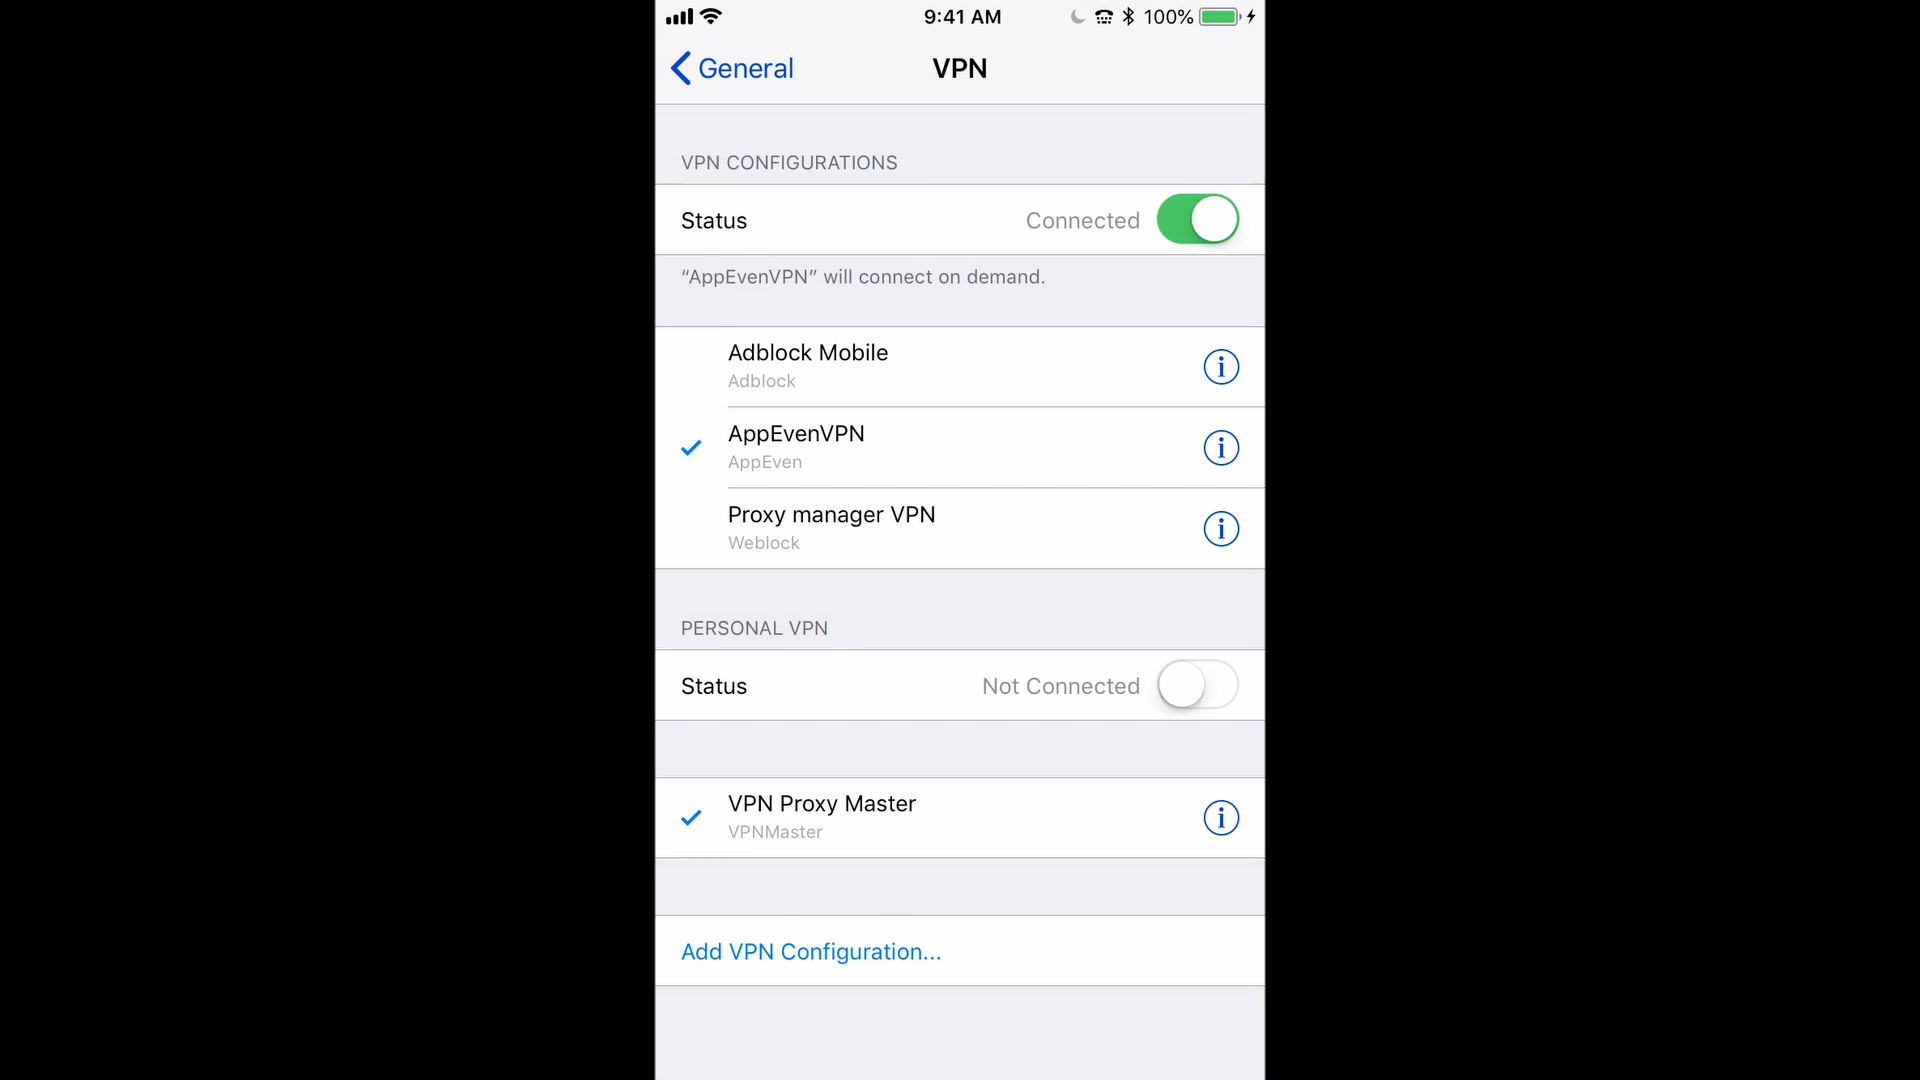 9:41 AM 100%
General VPN
VPN CONFIGURATIONS
Status Connected
“AppEvenVPN” will connect on demand.
Adblock Mobile
Adblock
AppEvenVPN
AppEven
Proxy manager VPN
Weblock
PERSONAL VPN
Status Not Connected
VPN Proxy Master
VPNMaster
Add VPN Configuration...